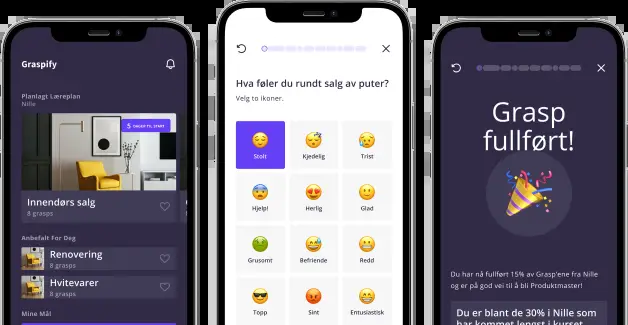 Graspify
Planlagt Læreplan
Nille
Innendørs salg
8 grasps
Anbefalt For Deg
Renovering
8 grasps
Hvitevarer
8 grasps
Mine Mål
Hva føler du rundt salg av puter?
Velg to ikoner.
Stolt
Kjedelig
Trist
Hjelp!
Herlig
Glad
Grusomt
Befriende
Redd
Topp
Sint
Entusiastisk
Grasp
fullført!
Du har nå fullført 15% av Grasp'ene fra Nille
og er på god vei til å bli Produktmaster!
Du er blant de 30% i Nille som
har kommet lengst i kurset